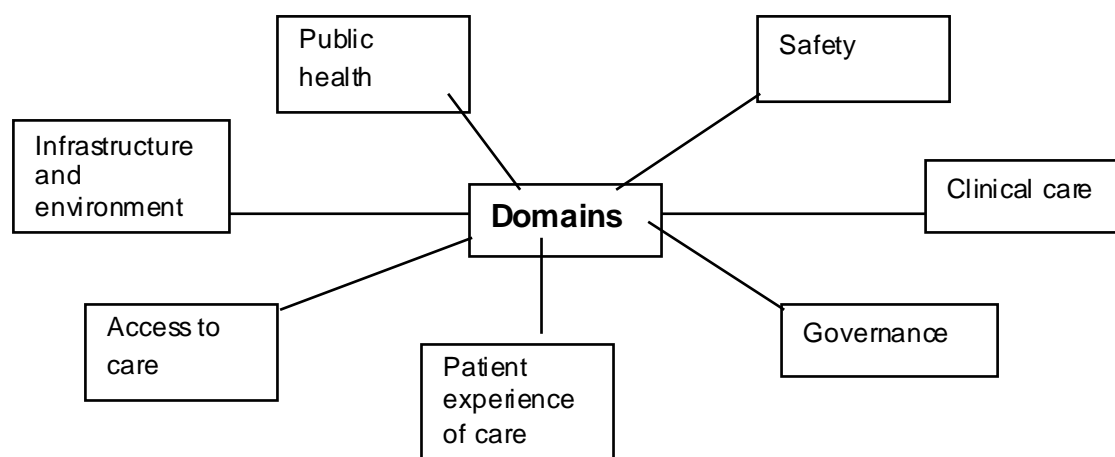 Public
health
Safety
Infrastructure
and
environment
Domains
Clinical care
Access to
care
Governance
Patient
experience
of care